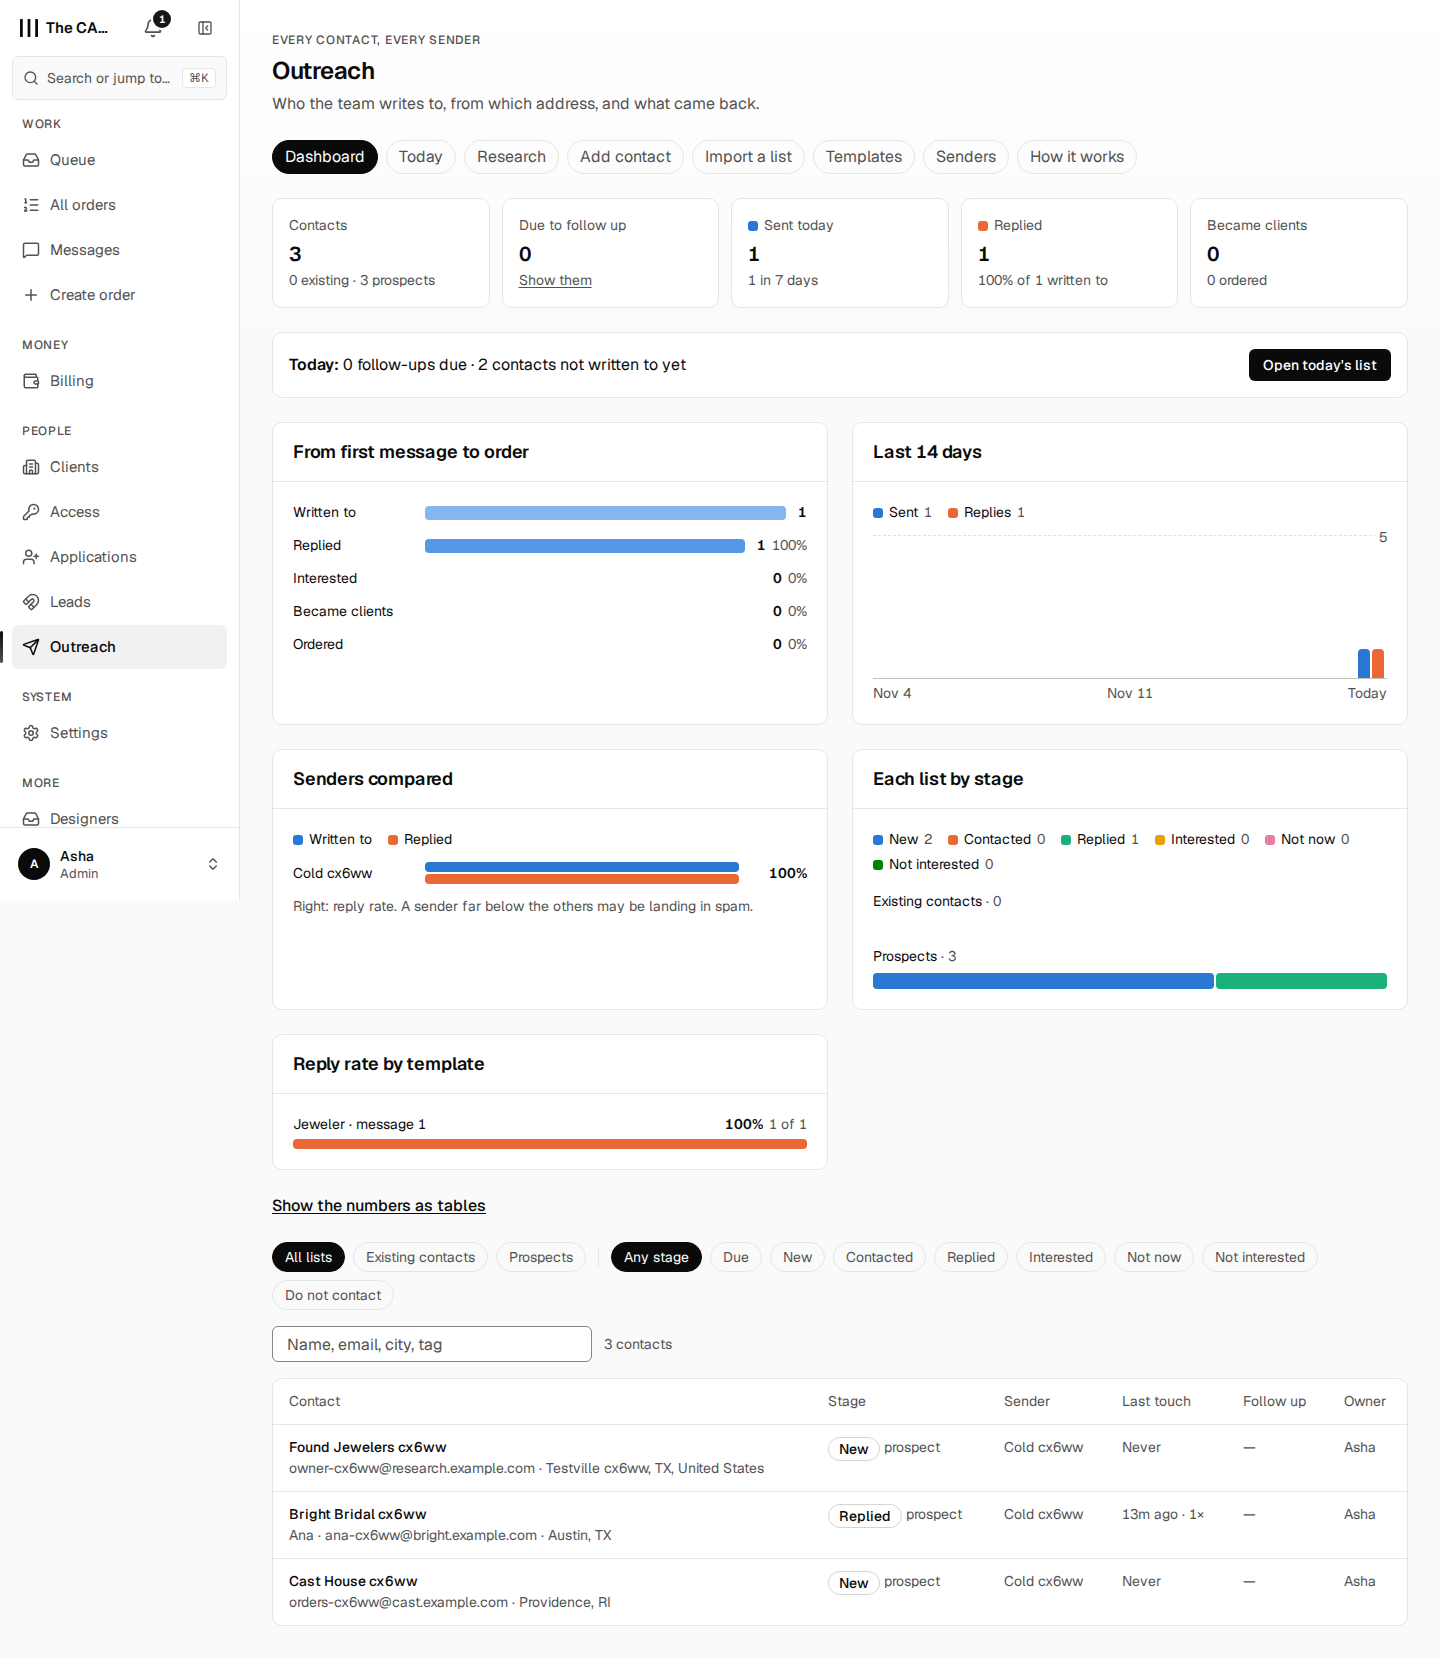 The CA...
1
Search or jump to... ⌘K
WORK
Queue
All orders
Messages
Create order
MONEY
Billing
PEOPLE
Clients
Access
Applications
Leads
Outreach
SYSTEM
Settings
MORE
Designers
A
Asha
Admin
EVERY CONTACT, EVERY SENDER
Outreach
Who the team writes to, from which address, and what came back.
Dashboard Today Research Add contact Import a list Templates Senders How it works
Contacts
3
0 existing · 3 prospects
Due to follow up
0
Show them
Sent today
1
1 in 7 days
Replied
1
100% of 1 written to
Became clients
0
0 ordered
Today: 0 follow-ups due · 2 contacts not written to yet
Open today's list
From first message to order
Written to 1
Replied 1 100%
Interested 0 0%
Became clients 0 0%
Ordered 0 0%
Last 14 days
Sent 1 Replies 1
5
Nov 4 Nov 11 Today
Senders compared
Written to Replied
Cold cx6ww 100%
Right: reply rate. A sender far below the others may be landing in spam.
Each list by stage
New 2 Contacted 0 Replied 1 Interested 0 Not now 0
Not interested 0
Existing contacts · 0
Prospects · 3
Reply rate by template
Jeweler · message 1 100% 1 of 1
Show the numbers as tables
All lists Existing contacts Prospects Any stage Due New Contacted Replied Interested Not now Not interested
Do not contact
Name, email, city, tag
3 contacts
Contact Stage Sender Last touch Follow up Owner
Found Jewelers cx6ww New prospect Cold cx6ww Never — Asha
owner-cx6ww@research.example.com · Testville cx6ww, TX, United States
Bright Bridal cx6ww Replied prospect Cold cx6ww 13m ago · 1× — Asha
Ana · ana-cx6ww@bright.example.com · Austin, TX
Cast House cx6ww New prospect Cold cx6ww Never — Asha
orders-cx6ww@cast.example.com · Providence, RI